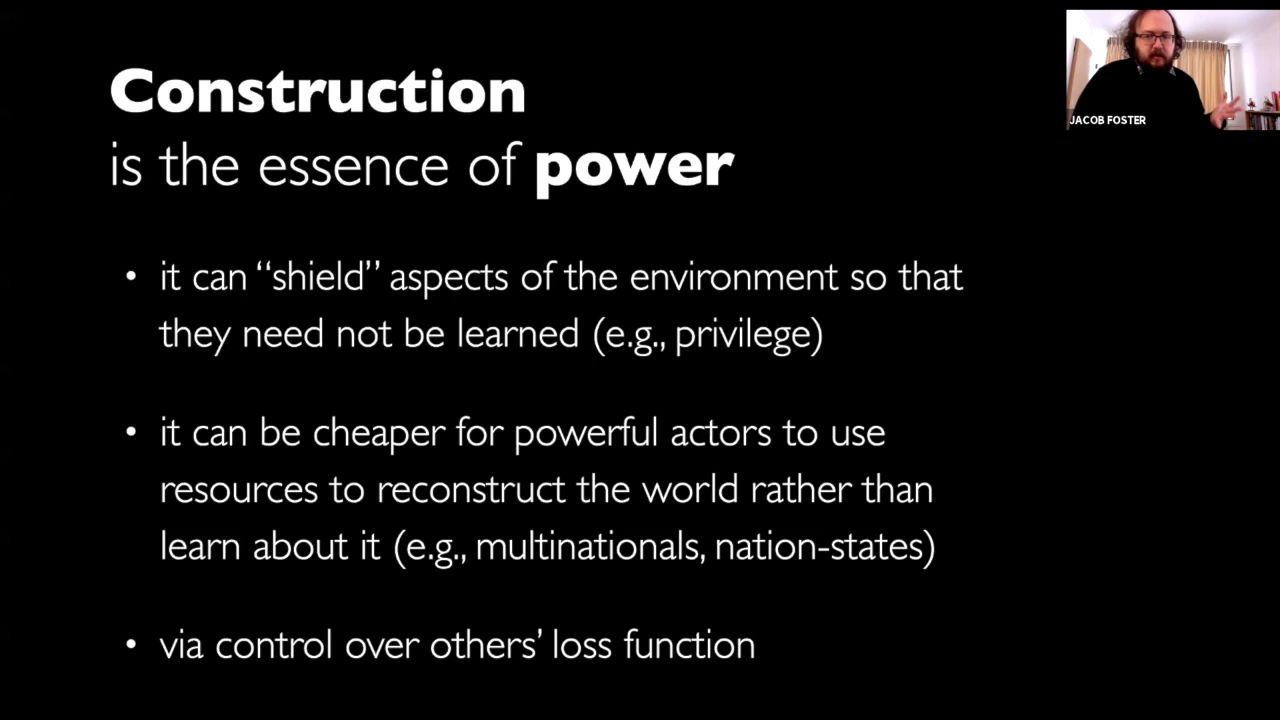 Construction
is the essence of power
• it can “shield” aspects of the environment so that
they need not be learned (e.g., privilege)
• it can be cheaper for powerful actors to use
resources to reconstruct the world rather than
learn about it (e.g., multinationals, nation-states)
• via control over others’ loss function
JACOB FOSTER